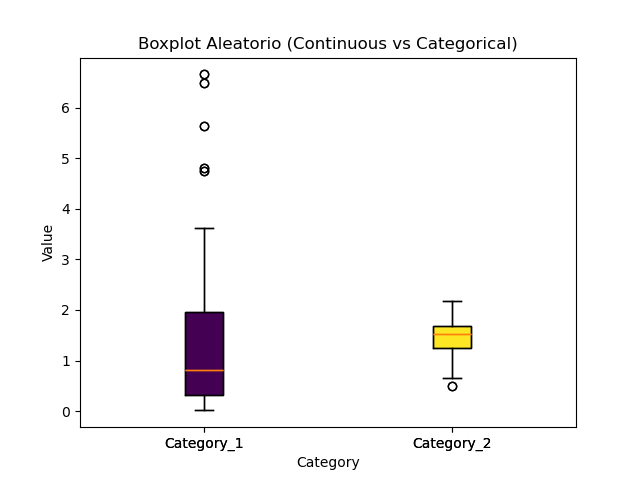 Boxplot Aleatorio (Continuous vs Categorical)
Value
6
5
4
3
2
1
0
Category_1
Category_2
Category